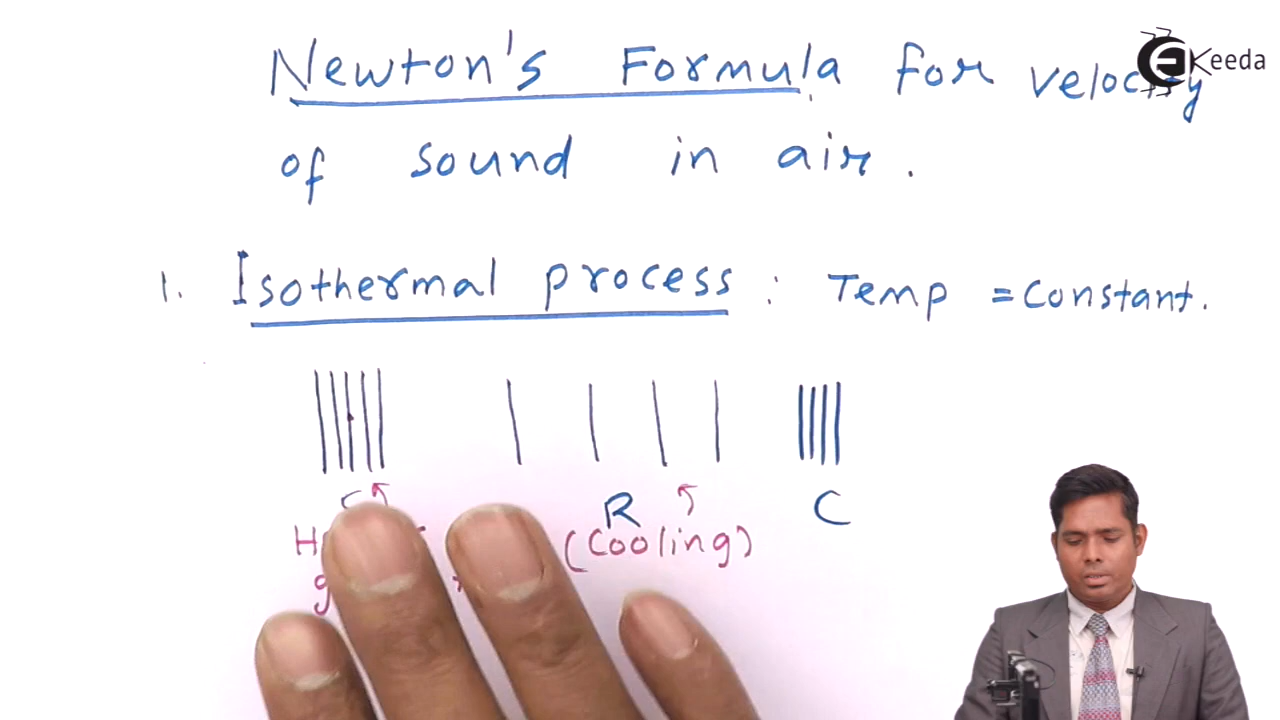 Newton's Formula for velocity
of sound in air.
1. Isothermal process : Temp = Constant.
R C
(Cooling)
Keeda